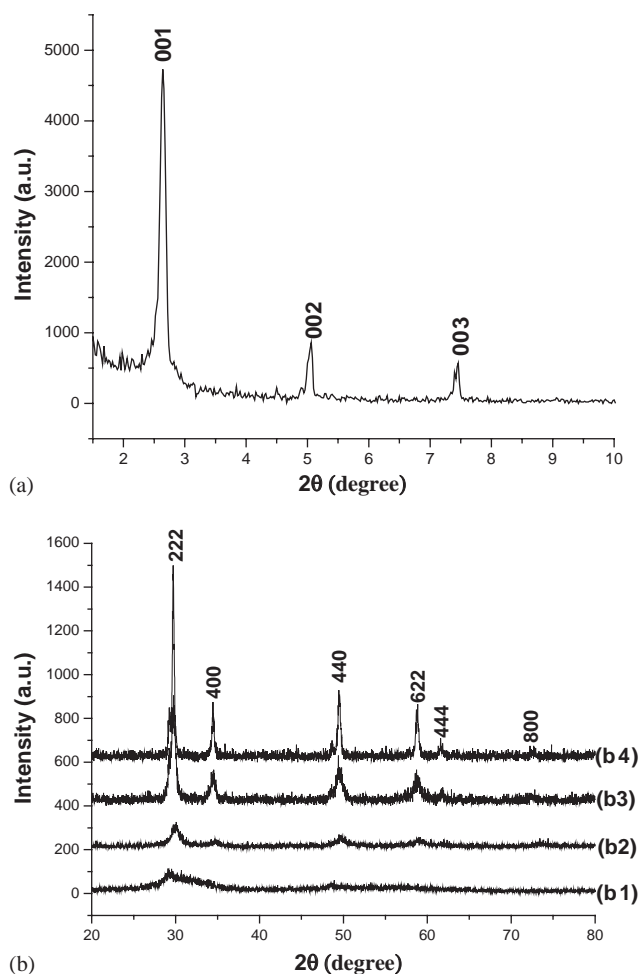 001
5000
4000
3000
2000
1000
0
002
003
Intensity (a.u.)
2 3 4 5 6 7 8 9 10
2θ (degree)
(a)
1600
1400
1200
1000
800
600
400
200
0
222
400
440
622
444
800
(b4)
(b3)
(b2)
(b1)
Intensity (a.u.)
20 30 40 50 60 70 80
2θ (degree)
(b)